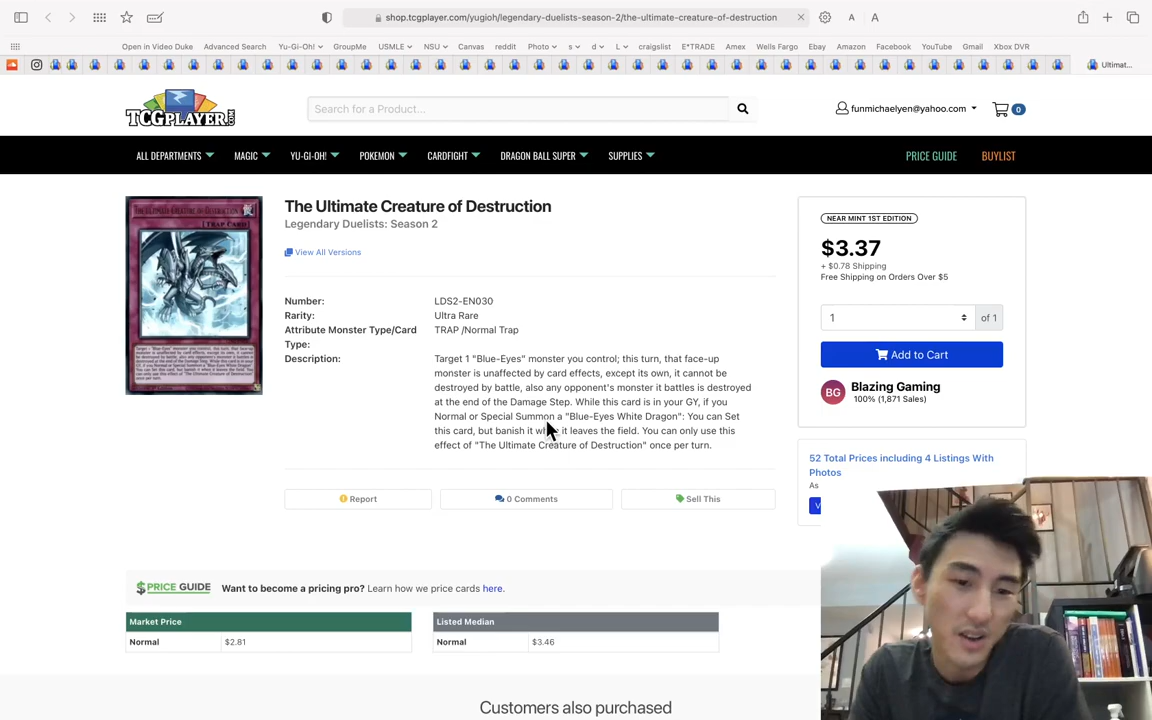 shop.tcgplayer.com/yugioh/legendary-duelists-season-2/the-ultimate-creature-of-destruction
A A
Open in Video Duke Advanced Search Yu-Gi-Oh! GroupMe USMLE NSU Canvas reddit Photo s d L craigslist E*TRADE Amex Wells Fargo Ebay Amazon Facebook YouTube Gmail Xbox DVR
Ultimat...
TCGPLAYER.COM
Search for a Product...
funmichaelyen@yahoo.com
0
ALL DEPARTMENTS MAGIC YU-GI-OH! POKEMON CARDFIGHT DRAGON BALL SUPER SUPPLIES PRICE GUIDE BUYLIST
THE ULTIMATE CREATURE OF DESTRUCTION
[TRAP CARD]
The Ultimate Creature of Destruction
Legendary Duelists: Season 2
View All Versions
Number: LDS2-EN030
Rarity: Ultra Rare
Attribute Monster Type/Card TRAP /Normal Trap
Type:
Description: Target 1 "Blue-Eyes" monster you control; this turn, that face-up
monster is unaffected by card effects, except its own, it cannot be
destroyed by battle, also any opponent's monster it battles is destroyed
at the end of the Damage Step. While this card is in your GY, if you
Normal or Special Summon a "Blue-Eyes White Dragon": You can Set
this card, but banish it it leaves the field. You can only use this
effect of "The Ultimate Creature of Destruction" once per turn.
Report
0 Comments
Sell This
NEAR MINT 1ST EDITION
$3.37
+ $0.78 Shipping
Free Shipping on Orders Over $5
1 of 1
Add to Cart
BG Blazing Gaming
100% (1,871 Sales)
52 Total Prices including 4 Listings With
Photos
As
V
PRICE GUIDE Want to become a pricing pro? Learn how we price cards here.
Market Price
Normal $2.81
Listed Median
Normal $3.46
Customers also purchased